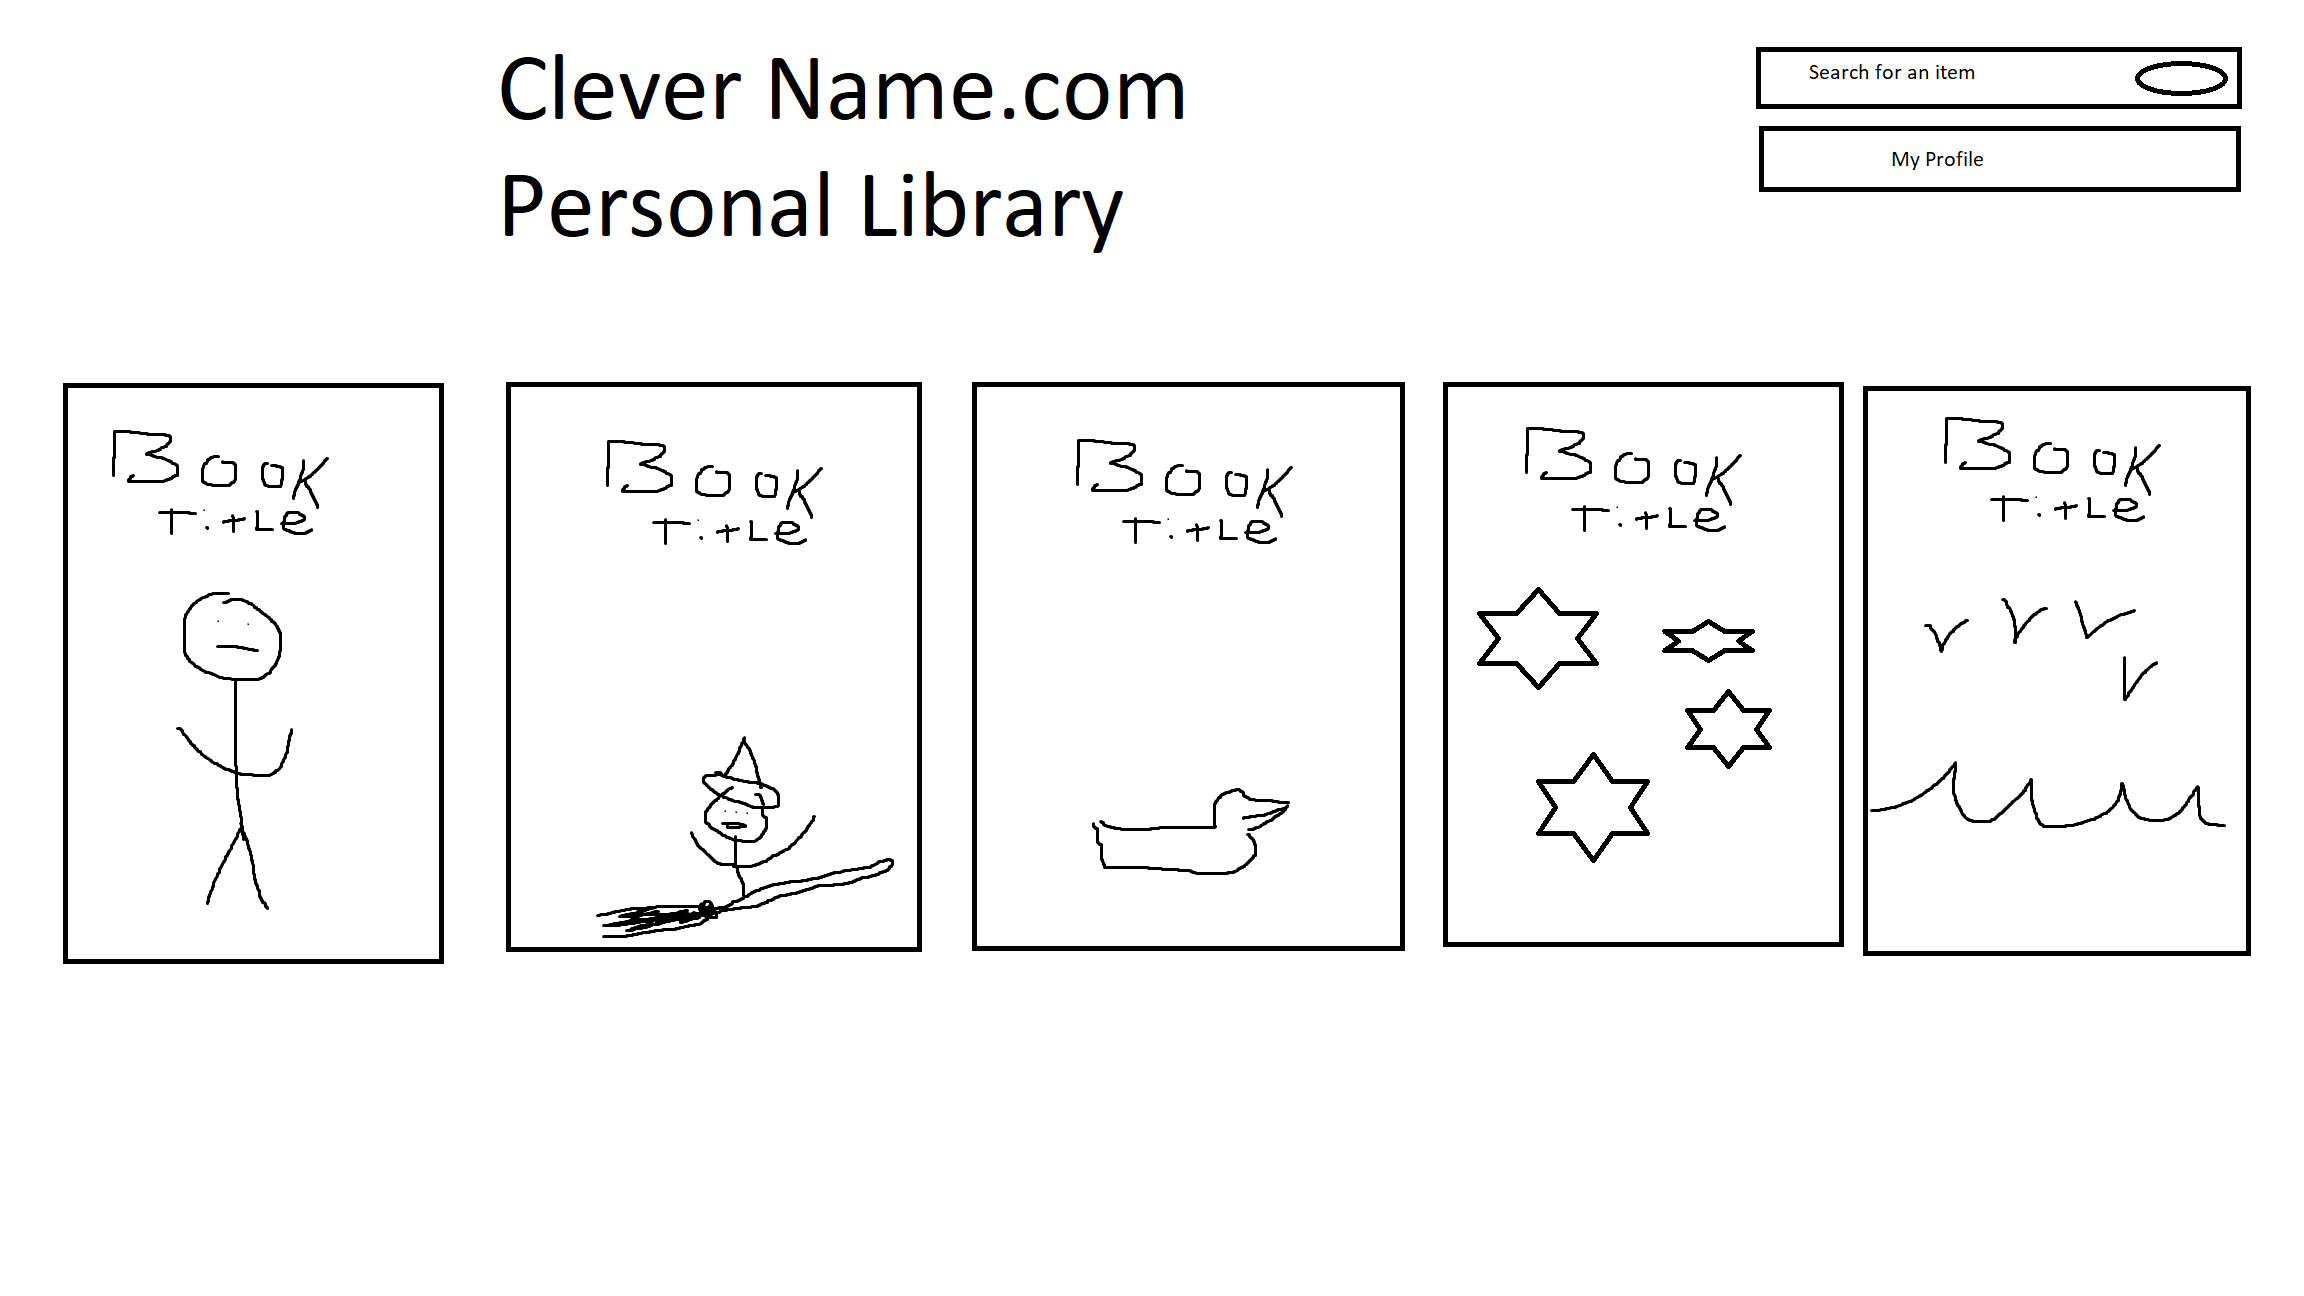 Clever Name.com
Personal Library
Search for an item
My Profile
Book
TitLe
Book
TitLe
Book
TitLe
Book
TitLe
Book
TitLe